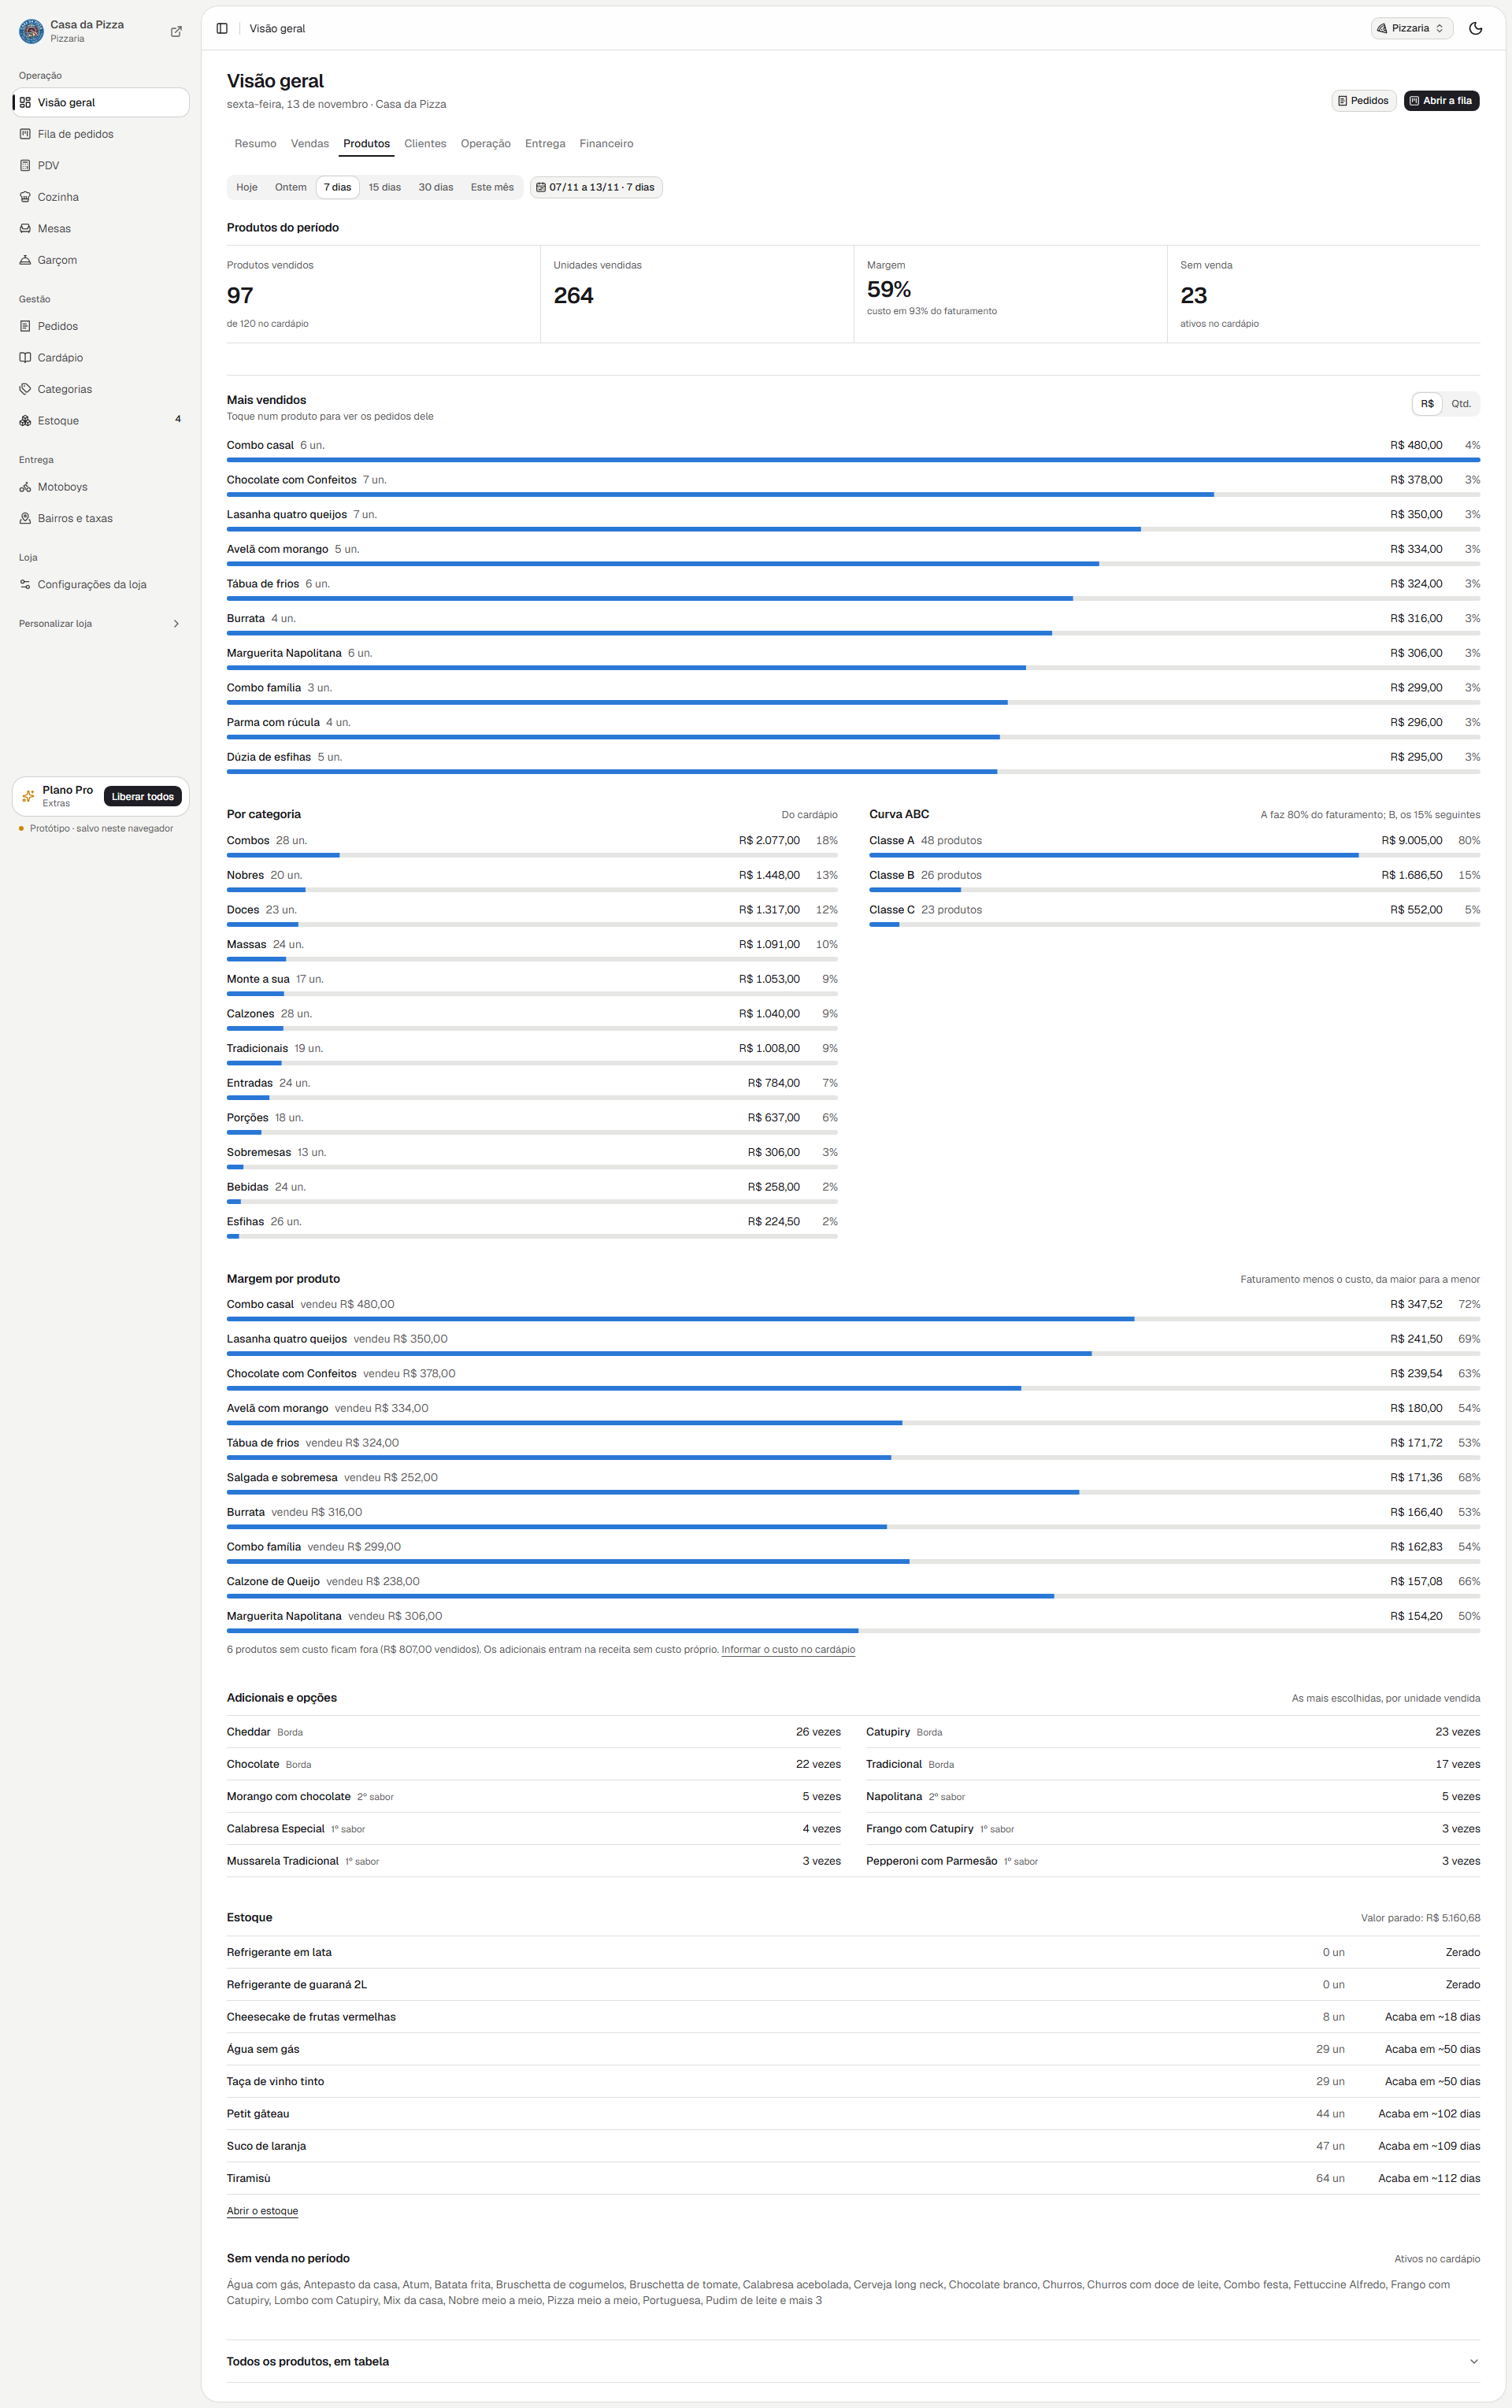 Casa da Pizza
Pizzaria
Operação
Visão geral
Fila de pedidos
PDV
Cozinha
Mesas
Garçom
Gestão
Pedidos
Cardápio
Categorias
Estoque 4
Entrega
Motoboys
Bairros e taxas
Loja
Configurações da loja
Personalizar loja
Plano Pro
Extras
Liberar todos
Protótipo · salvo neste navegador
Visão geral
Pizzaria
Visão geral
sexta-feira, 13 de novembro · Casa da Pizza
Pedidos
Abrir a fila
Resumo Vendas Produtos Clientes Operação Entrega Financeiro
Hoje Ontem 7 dias 15 dias 30 dias Este mês 07/11 a 13/11 · 7 dias
Produtos do período
Produtos vendidos
97
de 120 no cardápio
Unidades vendidas
264
Margem
59%
custo em 93% do faturamento
Sem venda
23
ativos no cardápio
Mais vendidos
Toque num produto para ver os pedidos dele
R$ Qtd.
Combo casal 6 un. R$ 480,00 4%
Chocolate com Confeitos 7 un. R$ 378,00 3%
Lasanha quatro queijos 7 un. R$ 350,00 3%
Avelã com morango 5 un. R$ 334,00 3%
Tábua de frios 6 un. R$ 324,00 3%
Burrata 4 un. R$ 316,00 3%
Marguerita Napolitana 6 un. R$ 306,00 3%
Combo família 3 un. R$ 299,00 3%
Parma com rúcula 4 un. R$ 296,00 3%
Dúzia de esfihas 5 un. R$ 295,00 3%
Por categoria Do cardápio
Combos 28 un. R$ 2.077,00 18%
Nobres 20 un. R$ 1.448,00 13%
Doces 23 un. R$ 1.317,00 12%
Massas 24 un. R$ 1.091,00 10%
Monte a sua 17 un. R$ 1.053,00 9%
Calzones 28 un. R$ 1.040,00 9%
Tradicionais 19 un. R$ 1.008,00 9%
Entradas 24 un. R$ 784,00 7%
Porções 18 un. R$ 637,00 6%
Sobremesas 13 un. R$ 306,00 3%
Bebidas 24 un. R$ 258,00 2%
Esfihas 26 un. R$ 224,50 2%
Curva ABC A faz 80% do faturamento; B, os 15% seguintes
Classe A 48 produtos R$ 9.005,00 80%
Classe B 26 produtos R$ 1.686,50 15%
Classe C 23 produtos R$ 552,00 5%
Margem por produto Faturamento menos o custo, da maior para a menor
Combo casal vendeu R$ 480,00 R$ 347,52 72%
Lasanha quatro queijos vendeu R$ 350,00 R$ 241,50 69%
Chocolate com Confeitos vendeu R$ 378,00 R$ 239,54 63%
Avelã com morango vendeu R$ 334,00 R$ 180,00 54%
Tábua de frios vendeu R$ 324,00 R$ 171,72 53%
Salgada e sobremesa vendeu R$ 252,00 R$ 171,36 68%
Burrata vendeu R$ 316,00 R$ 166,40 53%
Combo família vendeu R$ 299,00 R$ 162,83 54%
Calzone de Queijo vendeu R$ 238,00 R$ 157,08 66%
Marguerita Napolitana vendeu R$ 306,00 R$ 154,20 50%
6 produtos sem custo ficam fora (R$ 807,00 vendidos). Os adicionais entram na receita sem custo próprio. Informar o custo no cardápio
Adicionais e opções As mais escolhidas, por unidade vendida
Cheddar Borda 26 vezes Catupiry Borda 23 vezes
Chocolate Borda 22 vezes Tradicional Borda 17 vezes
Morango com chocolate 2º sabor 5 vezes Napolitana 2º sabor 5 vezes
Calabresa Especial 1º sabor 4 vezes Frango com Catupiry 1º sabor 3 vezes
Mussarela Tradicional 1º sabor 3 vezes Pepperoni com Parmesão 1º sabor 3 vezes
Estoque Valor parado: R$ 5.160,68
Refrigerante em lata 0 un Zerado
Refrigerante de guaraná 2L 0 un Zerado
Cheesecake de frutas vermelhas 8 un Acaba em ~18 dias
Água sem gás 29 un Acaba em ~50 dias
Taça de vinho tinto 29 un Acaba em ~50 dias
Petit gâteau 44 un Acaba em ~102 dias
Suco de laranja 47 un Acaba em ~109 dias
Tiramisù 64 un Acaba em ~112 dias
Abrir o estoque
Sem venda no período Ativos no cardápio
Água com gás, Antepasto da casa, Atum, Batata frita, Bruschetta de cogumelos, Bruschetta de tomate, Calabresa acebolada, Cerveja long neck, Chocolate branco, Churros, Churros com doce de leite, Combo festa, Fettuccine Alfredo, Frango com
Catupiry, Lombo com Catupiry, Mix da casa, Nobre meio a meio, Pizza meio a meio, Portuguesa, Pudim de leite e mais 3
Todos os produtos, em tabela